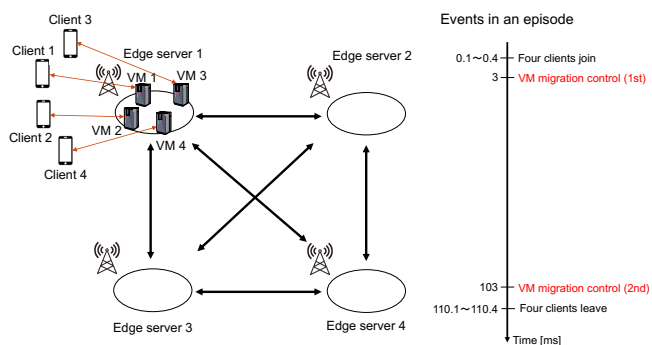 Client 3
Events in an episode
Client 1
Edge server 1
Edge server 2
0.1~0.4
Four clients join
VM 1
VM 3
3
VM migration control (1st)
VM 2
Client 2
VM 4
Client 4
103
VM migration control (2nd)
110.1~110.4
Four clients leave
Edge server 3
Edge server 4
Time [ms]